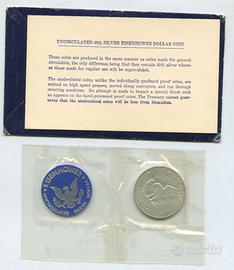 UNCIRCULATED 40% SILVER EISENHOWER DOLLAR COIN
These coins are produced in the same manner as coins made for general
circulation, the only difference being that they contain 40% silver where-
as those made for regular use will be cupro-nickel.
The uncirculated coins, unlike the individually produced proof coins, are
minted on high speed presses, moved along conveyors, and run through
counting machines. No attempt is made to impart a special finish such
as appears on the hand-processed proof coins. The Treasury cannot guar-
antee that the uncirculated coins will be free from blemishes.
EISENHOWER
UNCIRCULATED SILVER
subito